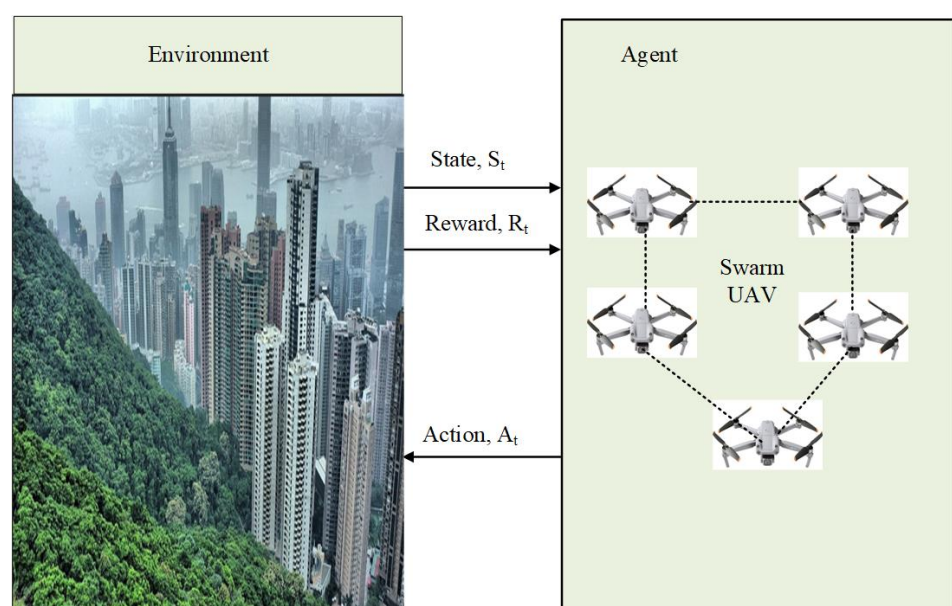 Environment
Agent
State, Sₜ
Reward, Rₜ
Swarm
UAV
Action, Aₜ